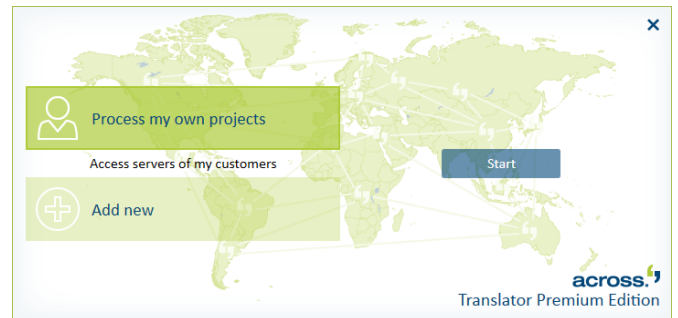 Process my own projects
Access servers of my customers
Start
Add new
across.
Translator Premium Edition